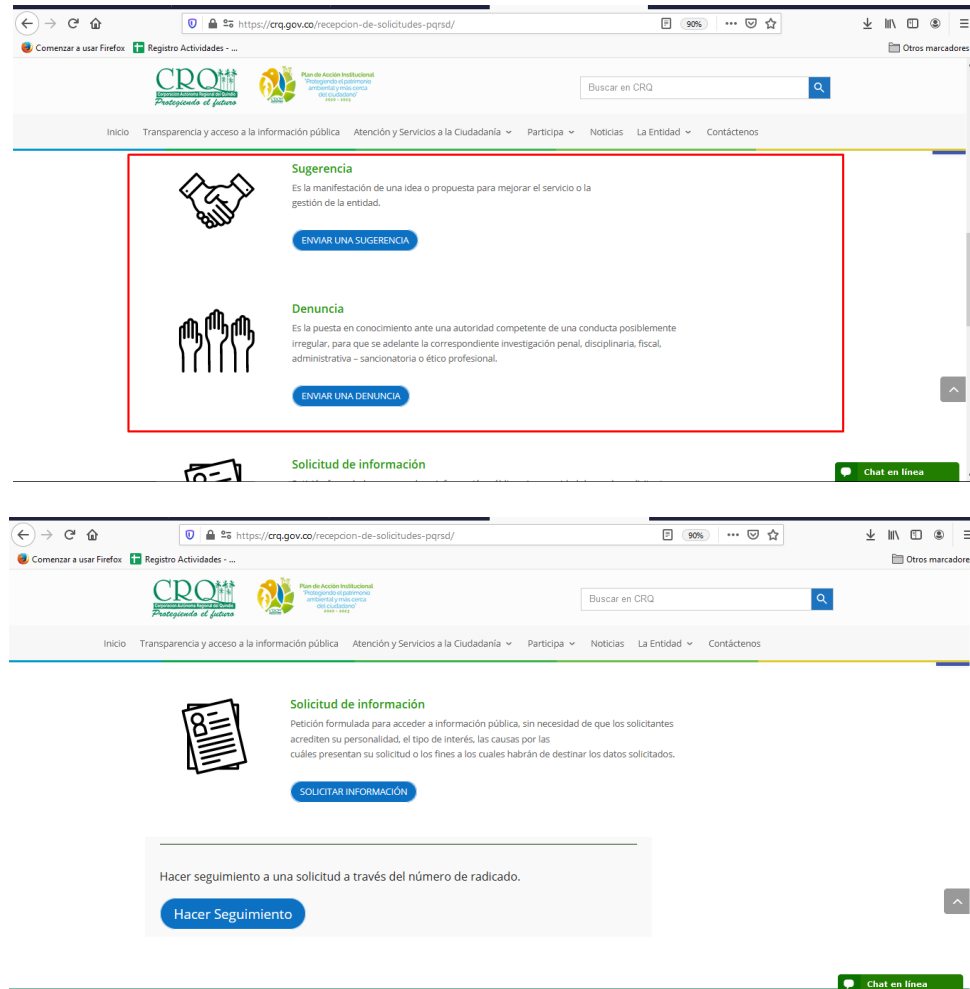 https://crq.gov.co/recepcion-de-solicitudes-pqrsd/
90%
Comenzar a usar Firefox
Registro Actividades - ...
Otros marcadores
CRQ
Corporación Autónoma Regional del Quindío
Protegiendo el futuro
Plan de Acción Institucional
"Protegiendo el patrimonio
ambiental y más cerca
del ciudadano"
2020 - 2023
Buscar en CRQ
Inicio Transparencia y acceso a la información pública Atención y Servicios a la Ciudadanía Participa Noticias La Entidad Contáctenos
Sugerencia
Es la manifestación de una idea o propuesta para mejorar el servicio o la
gestión de la entidad.
ENVIAR UNA SUGERENCIA
Denuncia
Es la puesta en conocimiento ante una autoridad competente de una conducta posiblemente
irregular, para que se adelante la correspondiente investigación penal, disciplinaria, fiscal,
administrativa – sancionatoria o ético profesional.
ENVIAR UNA DENUNCIA
Solicitud de información
Chat en línea
https://crq.gov.co/recepcion-de-solicitudes-pqrsd/
90%
Comenzar a usar Firefox
Registro Actividades - ...
Otros marcadore
CRQ
Corporación Autónoma Regional del Quindío
Protegiendo el futuro
Plan de Acción Institucional
"Protegiendo el patrimonio
ambiental y más cerca
del ciudadano"
2020 - 2023
Buscar en CRQ
Inicio Transparencia y acceso a la información pública Atención y Servicios a la Ciudadanía Participa Noticias La Entidad Contáctenos
Solicitud de información
Petición formulada para acceder a información pública, sin necesidad de que los solicitantes
acrediten su personalidad, el tipo de interés, las causas por las
cuáles presentan su solicitud o los fines a los cuales habrán de destinar los datos solicitados.
SOLICITAR INFORMACIÓN
Hacer seguimiento a una solicitud a través del número de radicado.
Hacer Seguimiento
Chat en línea